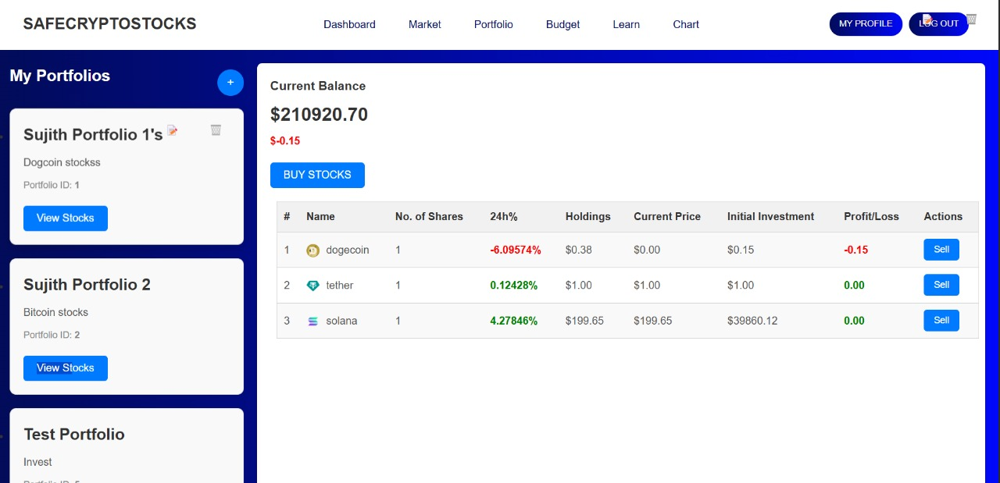 SAFECRYPTOSTOCKS Dashboard Market Portfolio Budget Learn Chart MY PROFILE LOG OUT
My Portfolios +
Sujith Portfolio 1's
Dogcoin stockss
Portfolio ID: 1
View Stocks
Sujith Portfolio 2
Bitcoin stocks
Portfolio ID: 2
View Stocks
Test Portfolio
Invest
Portfolio ID: 5
Current Balance
$210920.70
$-0.15
BUY STOCKS
# Name No. of Shares 24h% Holdings Current Price Initial Investment Profit/Loss Actions
1 dogecoin 1 -6.09574% $0.38 $0.00 $0.15 -0.15 Sell
2 tether 1 0.12428% $1.00 $1.00 $1.00 0.00 Sell
3 solana 1 4.27846% $199.65 $199.65 $39860.12 0.00 Sell